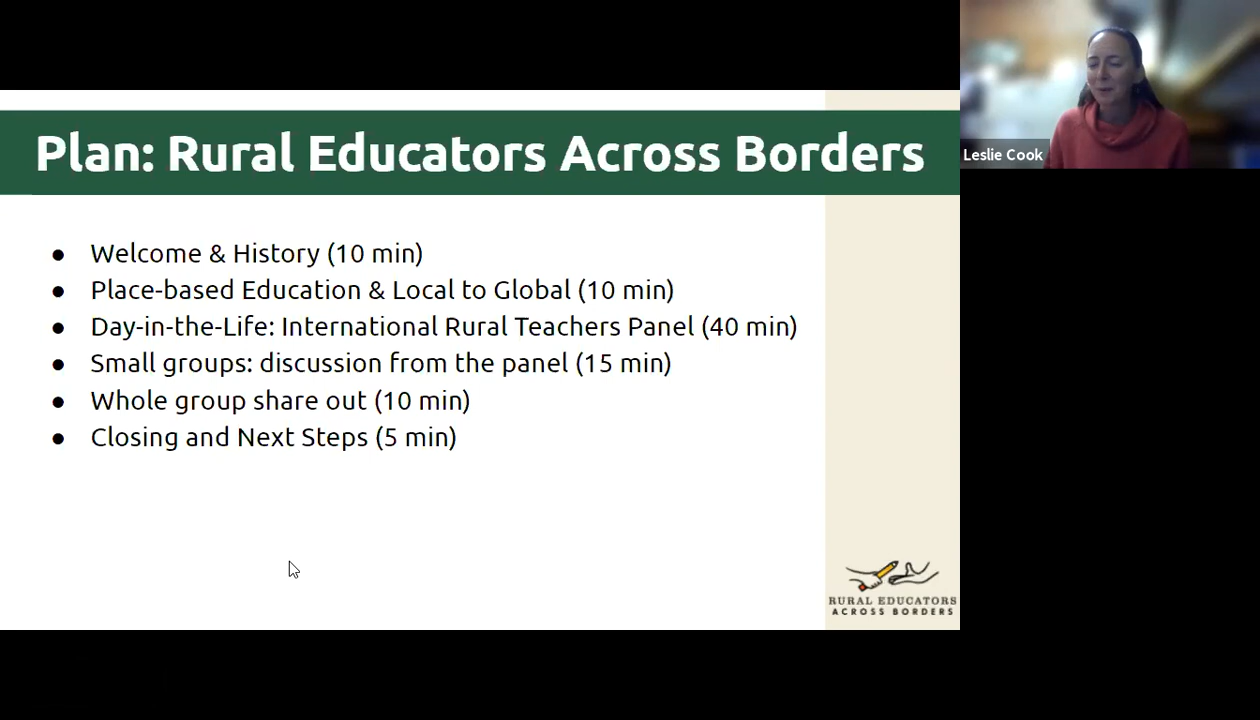 Plan: Rural Educators Across Borders
● Welcome & History (10 min)
● Place-based Education & Local to Global (10 min)
● Day-in-the-Life: International Rural Teachers Panel (40 min)
● Small groups: discussion from the panel (15 min)
● Whole group share out (10 min)
● Closing and Next Steps (5 min)
RURAL EDUCATORS
ACROSS BORDERS
Leslie Cook